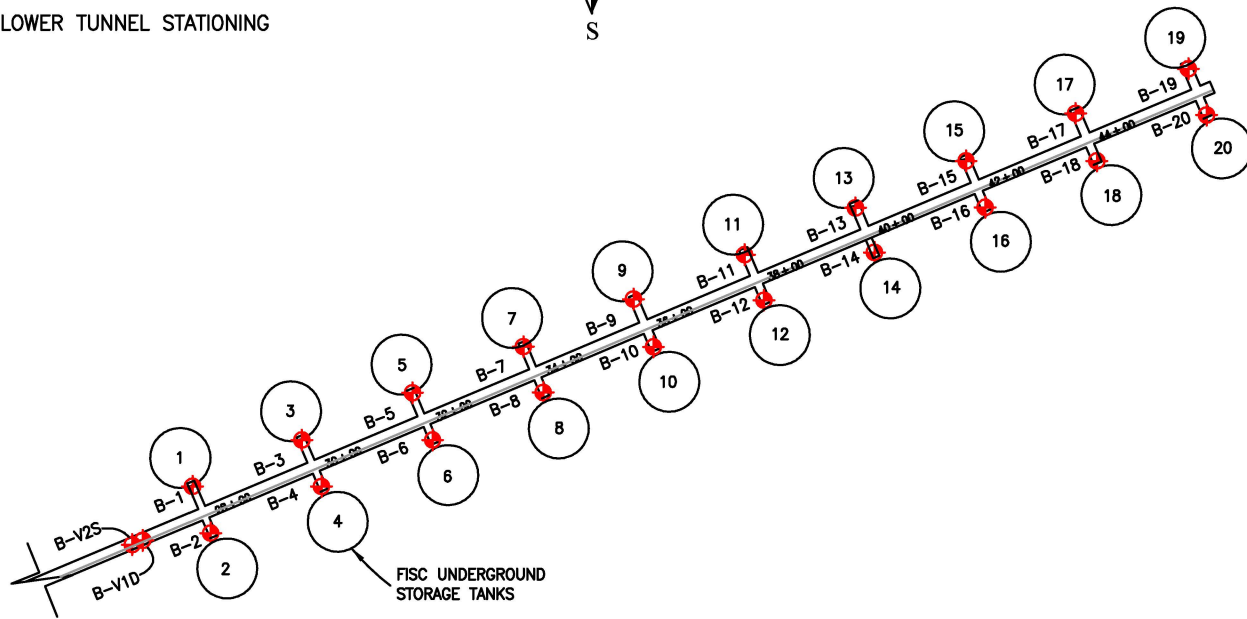 LOWER TUNNEL STATIONING
S
19
17
B-19
15
B-17
44+00
B-20
20
13
B-15
42+00
B-18
18
11
B-13
40+00
B-16
16
9
B-11
38+00
B-14
14
7
B-9
B-12
12
5
B-7
B-10
10
3
B-5
B-8
8
1
B-3
B-6
6
B-1
B-4
4
B-V2S
B-2
2
B-V1D
FISC UNDERGROUND
STORAGE TANKS